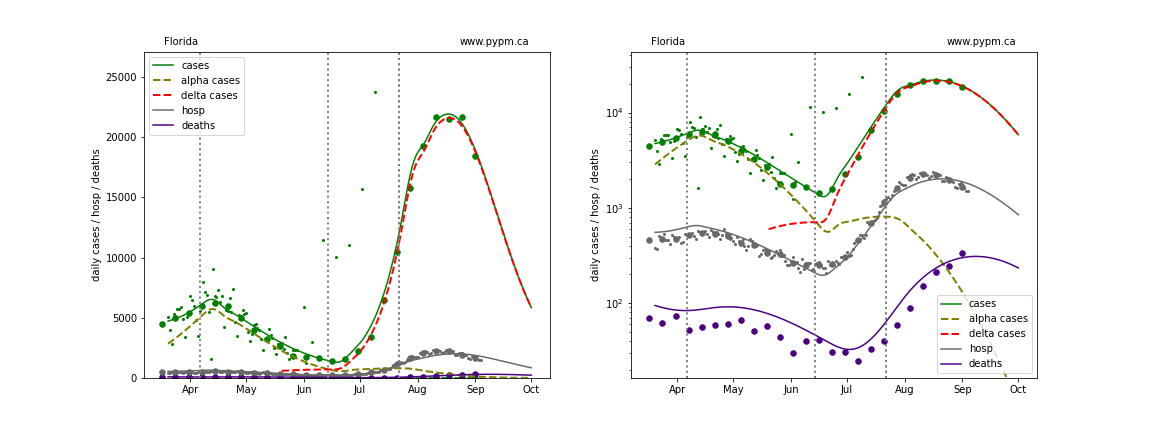 Florida
www.pypm.ca
daily cases / hosp / deaths
25000
20000
15000
10000
5000
0
cases
alpha cases
delta cases
hosp
deaths
Apr
May
Jun
Jul
Aug
Sep
Oct
Florida
www.pypm.ca
daily cases / hosp / deaths
10⁴
10³
10²
cases
alpha cases
delta cases
hosp
deaths
Apr
May
Jun
Jul
Aug
Sep
Oct